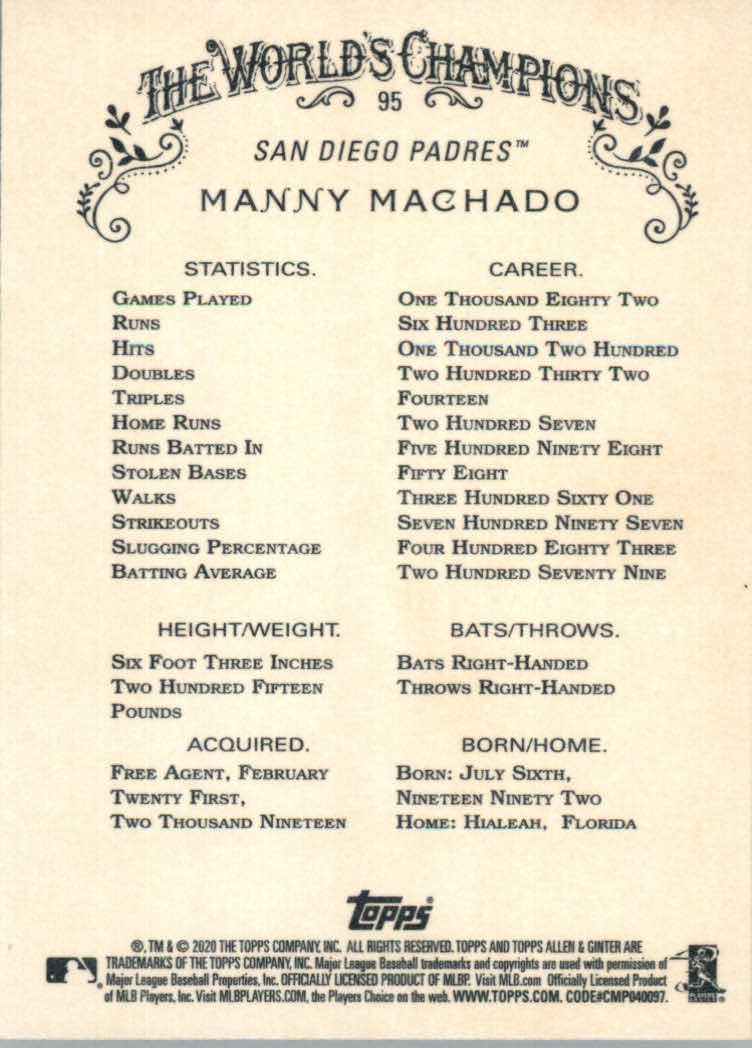 THE WORLD'S CHAMPIONS
95
SAN DIEGO PADRES™
MANNY MACHADO
STATISTICS. CAREER.
GAMES PLAYED ONE THOUSAND EIGHTY TWO
RUNS SIX HUNDRED THREE
HITS ONE THOUSAND TWO HUNDRED
DOUBLES TWO HUNDRED THIRTY TWO
TRIPLES FOURTEEN
HOME RUNS TWO HUNDRED SEVEN
RUNS BATTED IN FIVE HUNDRED NINETY EIGHT
STOLEN BASES FIFTY EIGHT
WALKS THREE HUNDRED SIXTY ONE
STRIKEOUTS SEVEN HUNDRED NINETY SEVEN
SLUGGING PERCENTAGE FOUR HUNDRED EIGHTY THREE
BATTING AVERAGE TWO HUNDRED SEVENTY NINE
HEIGHT/WEIGHT.
SIX FOOT THREE INCHES
TWO HUNDRED FIFTEEN
POUNDS
BATS/THROWS.
BATS RIGHT-HANDED
THROWS RIGHT-HANDED
ACQUIRED.
FREE AGENT, FEBRUARY
TWENTY FIRST,
TWO THOUSAND NINETEEN
BORN/HOME.
BORN: JULY SIXTH,
NINETEEN NINETY TWO
HOME: HIALEAH, FLORIDA
Topps®
®, TM & © 2020 THE TOPPS COMPANY, INC. ALL RIGHTS RESERVED. TOPPS AND TOPPS ALLEN & GINTER ARE
TRADEMARKS OF THE TOPPS COMPANY, INC. Major League Baseball trademarks and copyrights are used with permission of
Major League Baseball Properties, Inc. OFFICIALLY LICENSED PRODUCT OF MLBP. Visit MLB.com Officially Licensed Product
of MLB Players, Inc. Visit MLBPLAYERS.COM, the Players Choice on the web. WWW.TOPPS.COM. CODE#CMP040097.